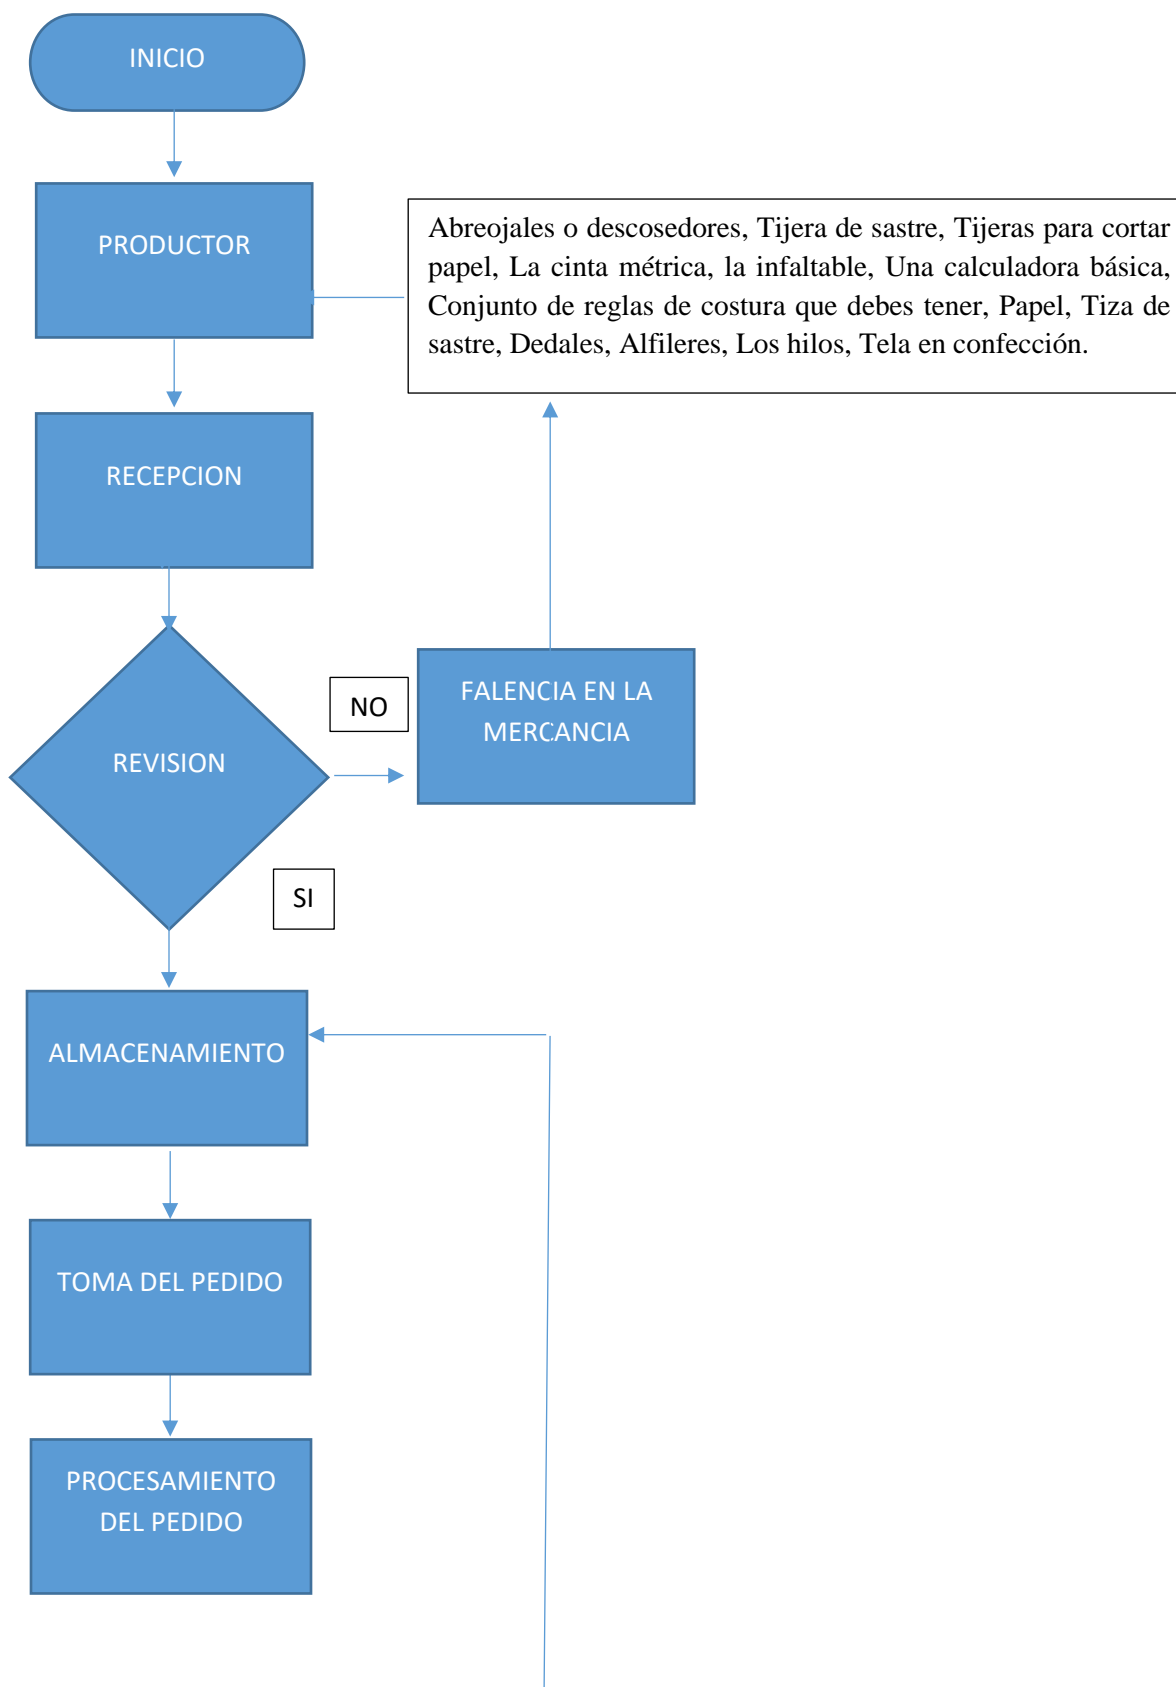 INICIO
PRODUCTOR
Abreojales o descosedores, Tijera de sastre, Tijeras para cortar
papel, La cinta métrica, la infaltable, Una calculadora básica,
Conjunto de reglas de costura que debes tener, Papel, Tiza de
sastre, Dedales, Alfileres, Los hilos, Tela en confección.
RECEPCION
REVISION
NO
FALENCIA EN LA
MERCANCIA
SI
ALMACENAMIENTO
TOMA DEL PEDIDO
PROCESAMIENTO
DEL PEDIDO